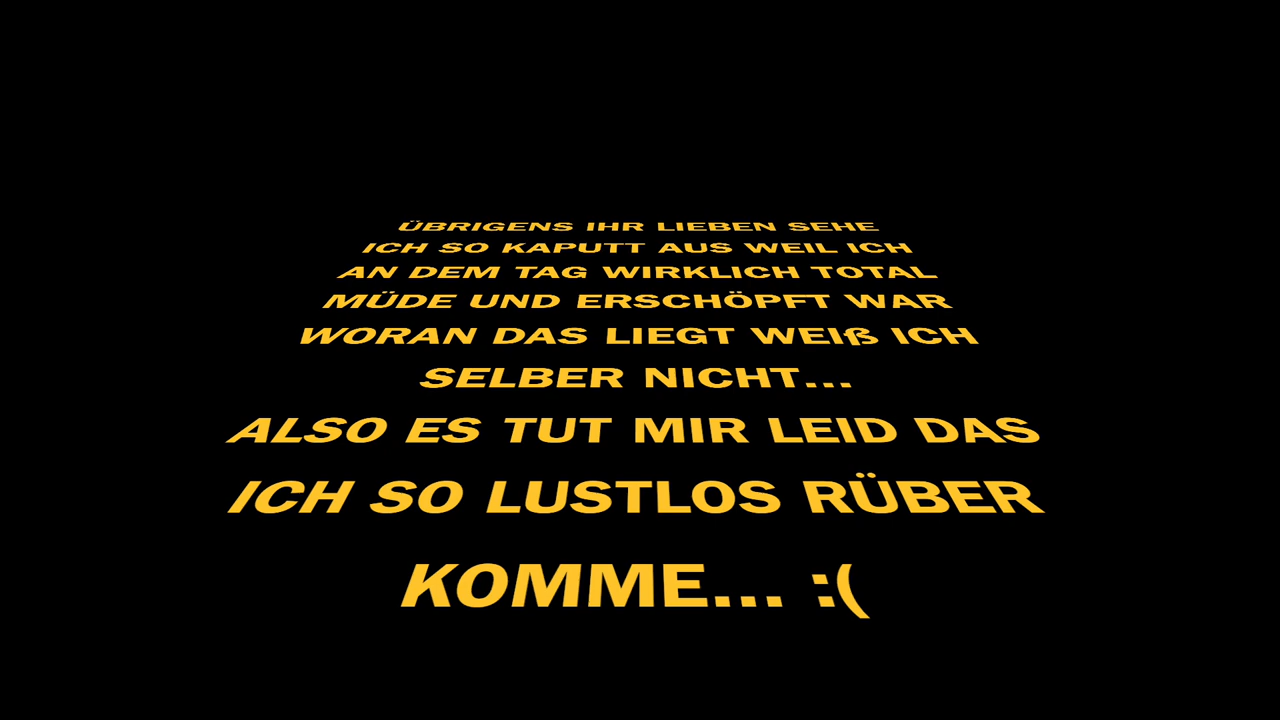 ÜBRIGENS IHR LIEBEN SEHE
ICH SO KAPUTT AUS WEIL ICH
AN DEM TAG WIRKLICH TOTAL
MÜDE UND ERSCHÖPFT WAR
WORAN DAS LIEGT WEIß ICH
SELBER NICHT...
ALSO ES TUT MIR LEID DAS
ICH SO LUSTLOS RÜBER
KOMME... :(